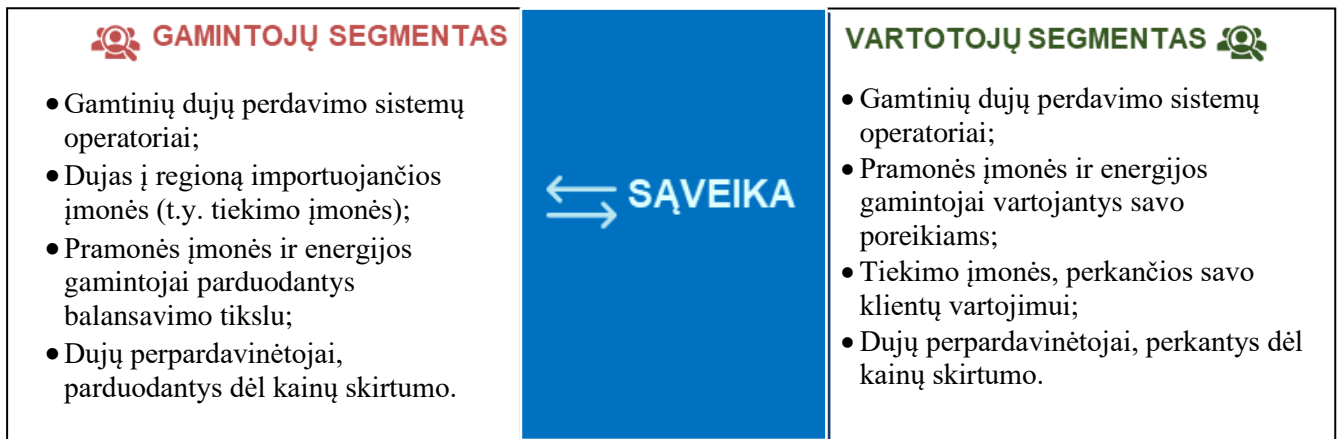 GAMINTOJŲ SEGMENTAS
• Gamtinių dujų perdavimo sistemų
operatoriai;
• Dujas į regioną importuojančios
įmonės (t.y. tiekimo įmonės);
• Pramonės įmonės ir energijos
gamintojai parduodantys
balansavimo tikslu;
• Dujų perpardavinėtojai,
parduodantys dėl kainų skirtumo.
SĄVEIKA
VARTOTOJŲ SEGMENTAS
• Gamtinių dujų perdavimo sistemų
operatoriai;
• Pramonės įmonės ir energijos
gamintojai vartojantys savo
poreikiams;
• Tiekimo įmonės, perkančios savo
klientų vartojimui;
• Dujų perpardavinėtojai, perkantys dėl
kainų skirtumo.